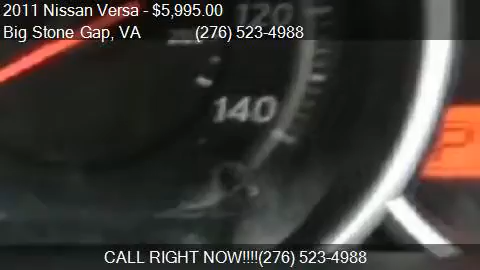 2011 Nissan Versa - $5,995.00
Big Stone Gap, VA (276) 523-4988
120
140
P
CALL RIGHT NOW!!!!(276) 523-4988